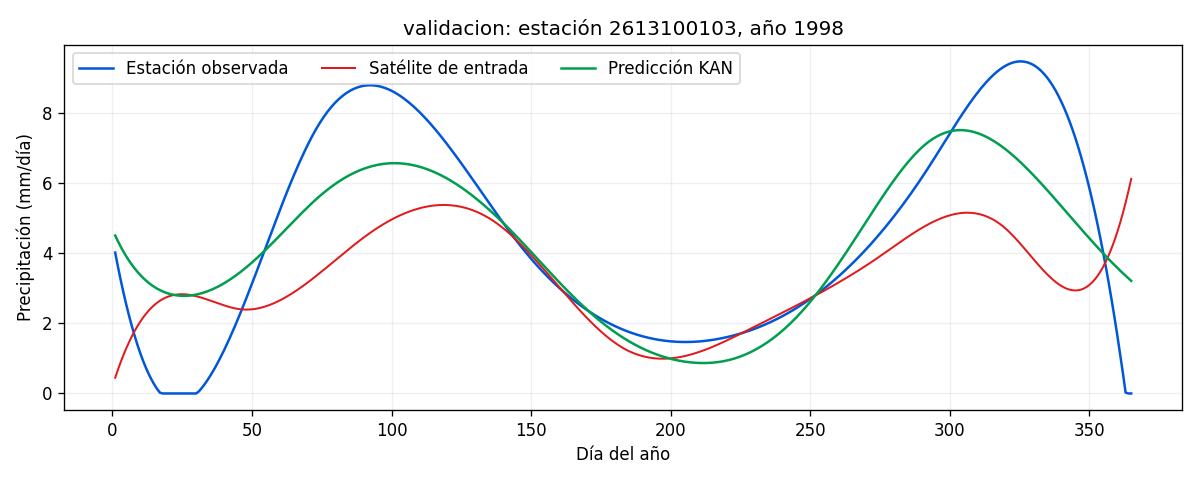 validacion: estación 2613100103, año 1998
Estación observada
Satélite de entrada
Predicción KAN
Precipitación (mm/día)
8
6
4
2
0
0 50 100 150 200 250 300 350
Día del año